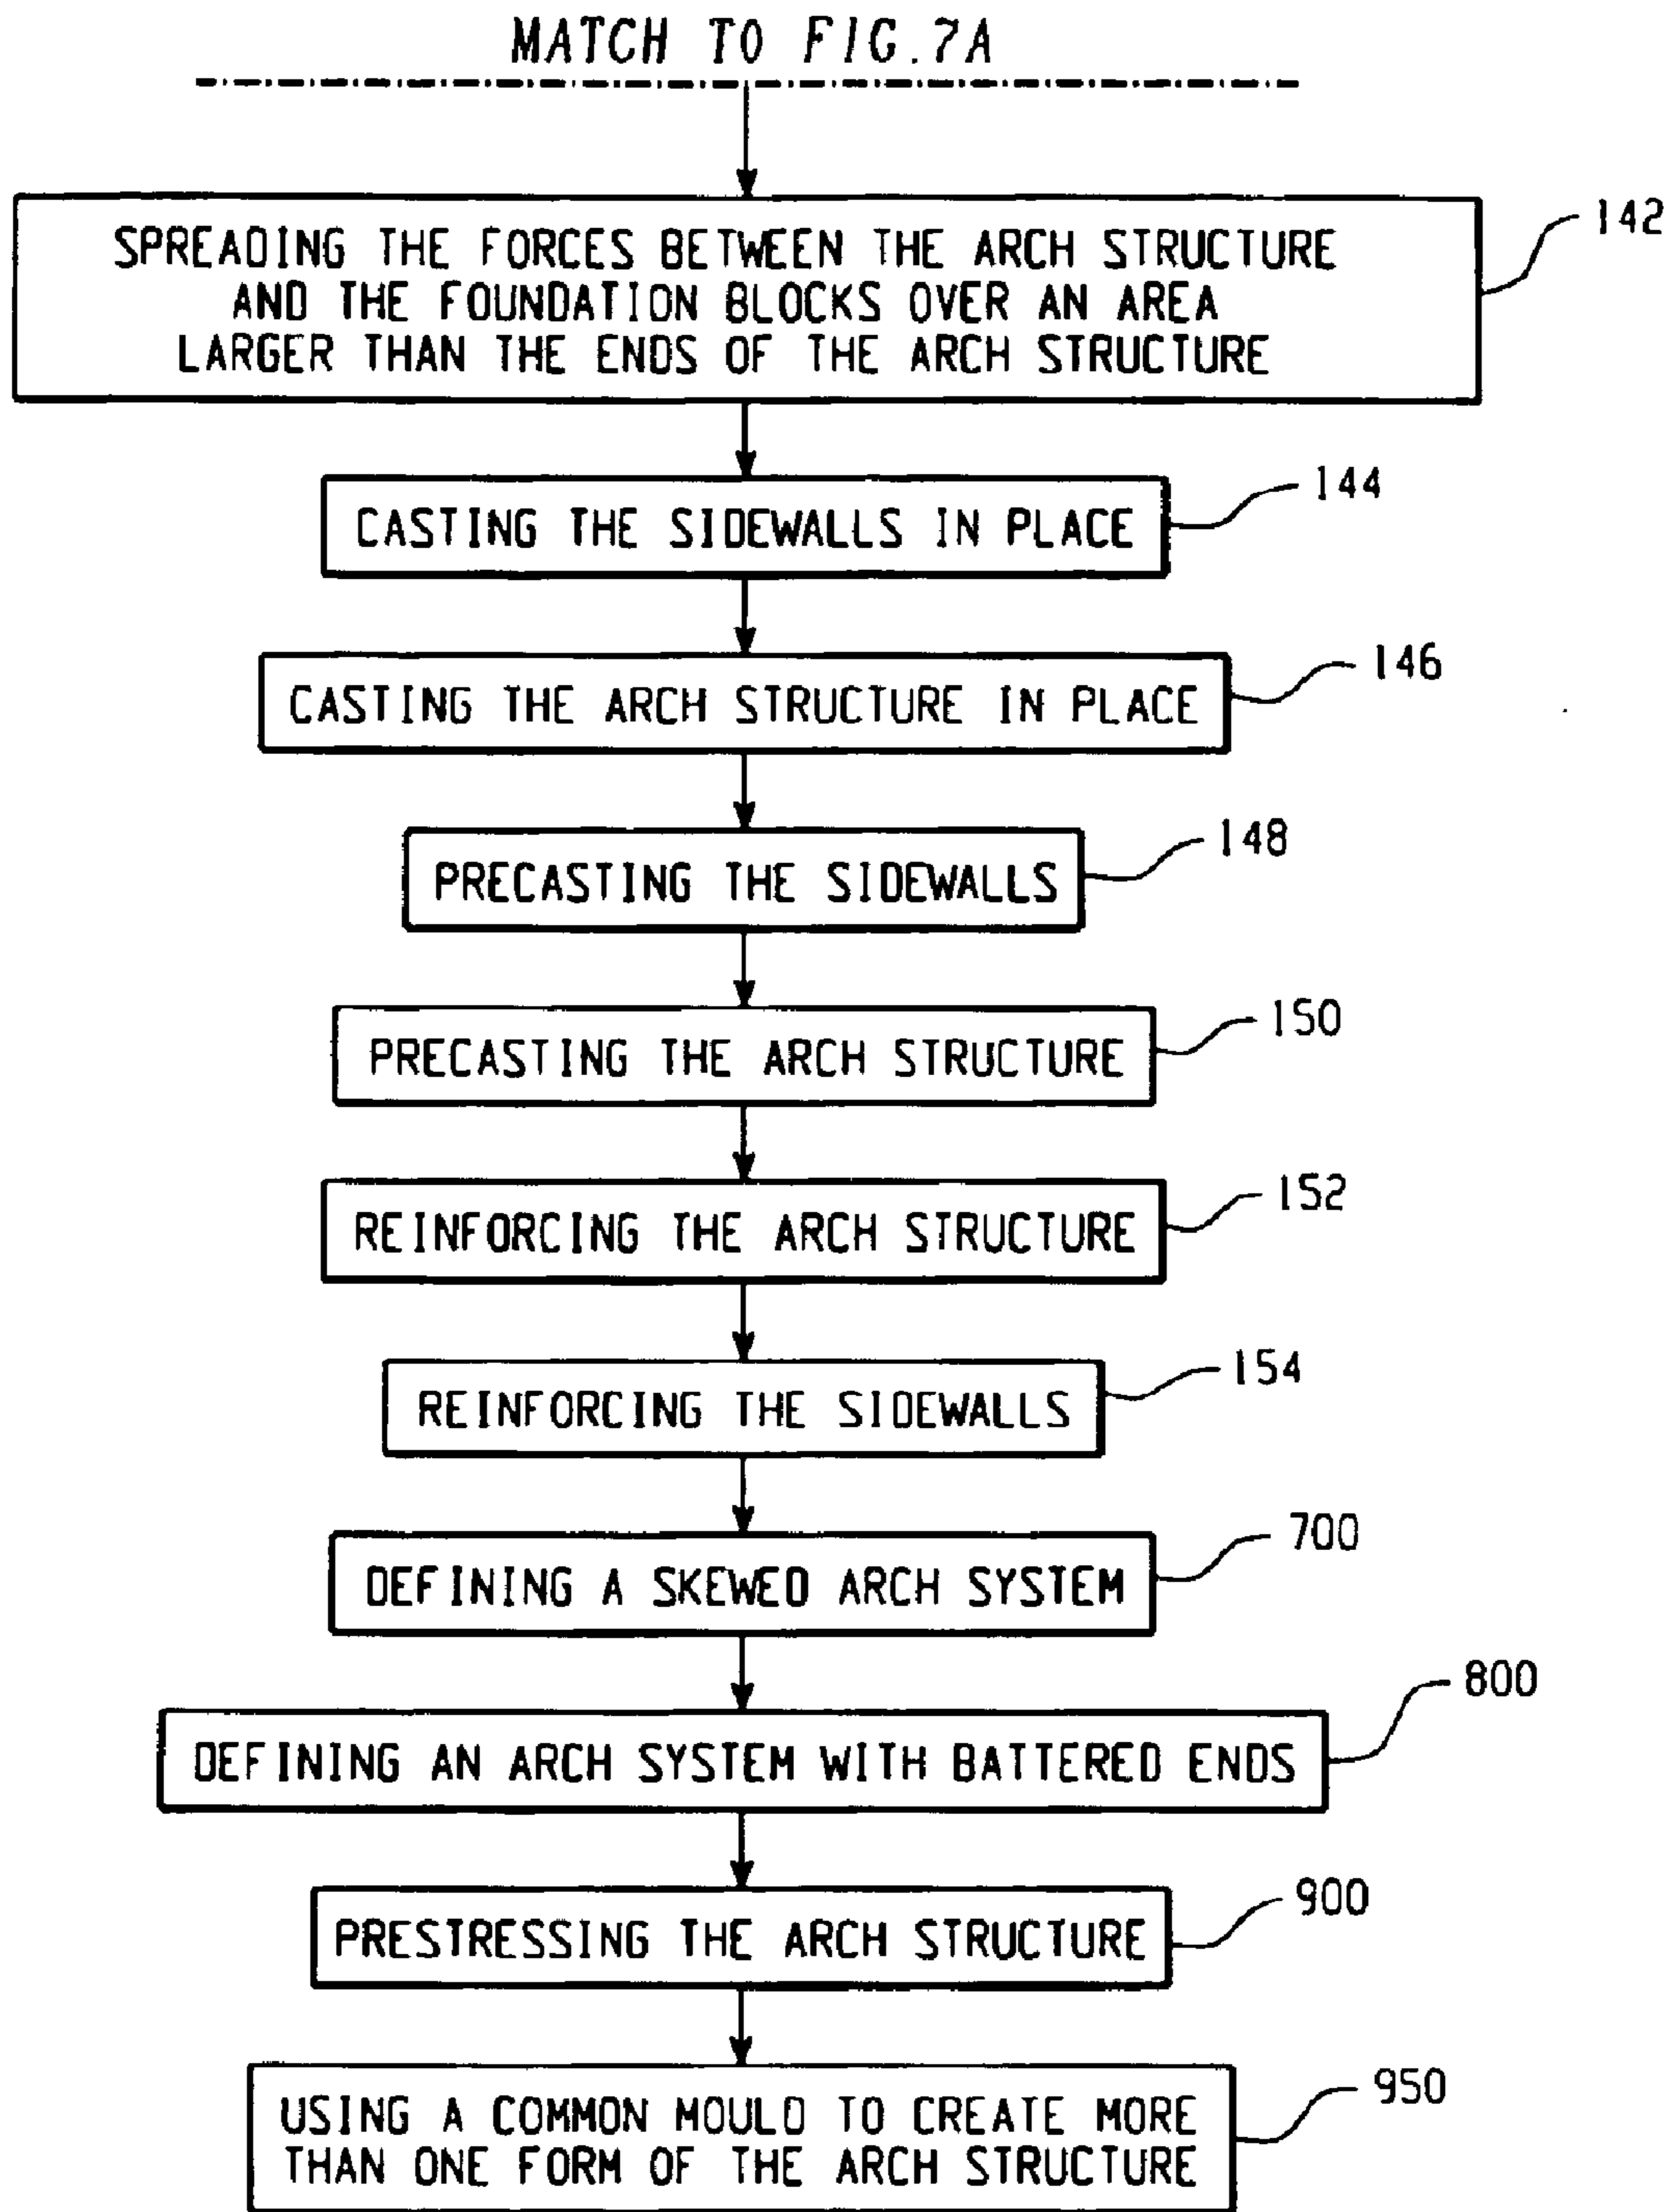 MATCH TO FIG.7A
142
SPREADING THE FORCES BETWEEN THE ARCH STRUCTURE
AND THE FOUNDATION BLOCKS OVER AN AREA
LARGER THAN THE ENDS OF THE ARCH STRUCTURE
144
CASTING THE SIDEWALLS IN PLACE
146
CASTING THE ARCH STRUCTURE IN PLACE
148
PRECASTING THE SIDEWALLS
150
PRECASTING THE ARCH STRUCTURE
152
REINFORCING THE ARCH STRUCTURE
154
REINFORCING THE SIDEWALLS
700
DEFINING A SKEWED ARCH SYSTEM
800
DEFINING AN ARCH SYSTEM WITH BATTERED ENDS
900
PRESTRESSING THE ARCH STRUCTURE
950
USING A COMMON MOULD TO CREATE MORE
THAN ONE FORM OF THE ARCH STRUCTURE